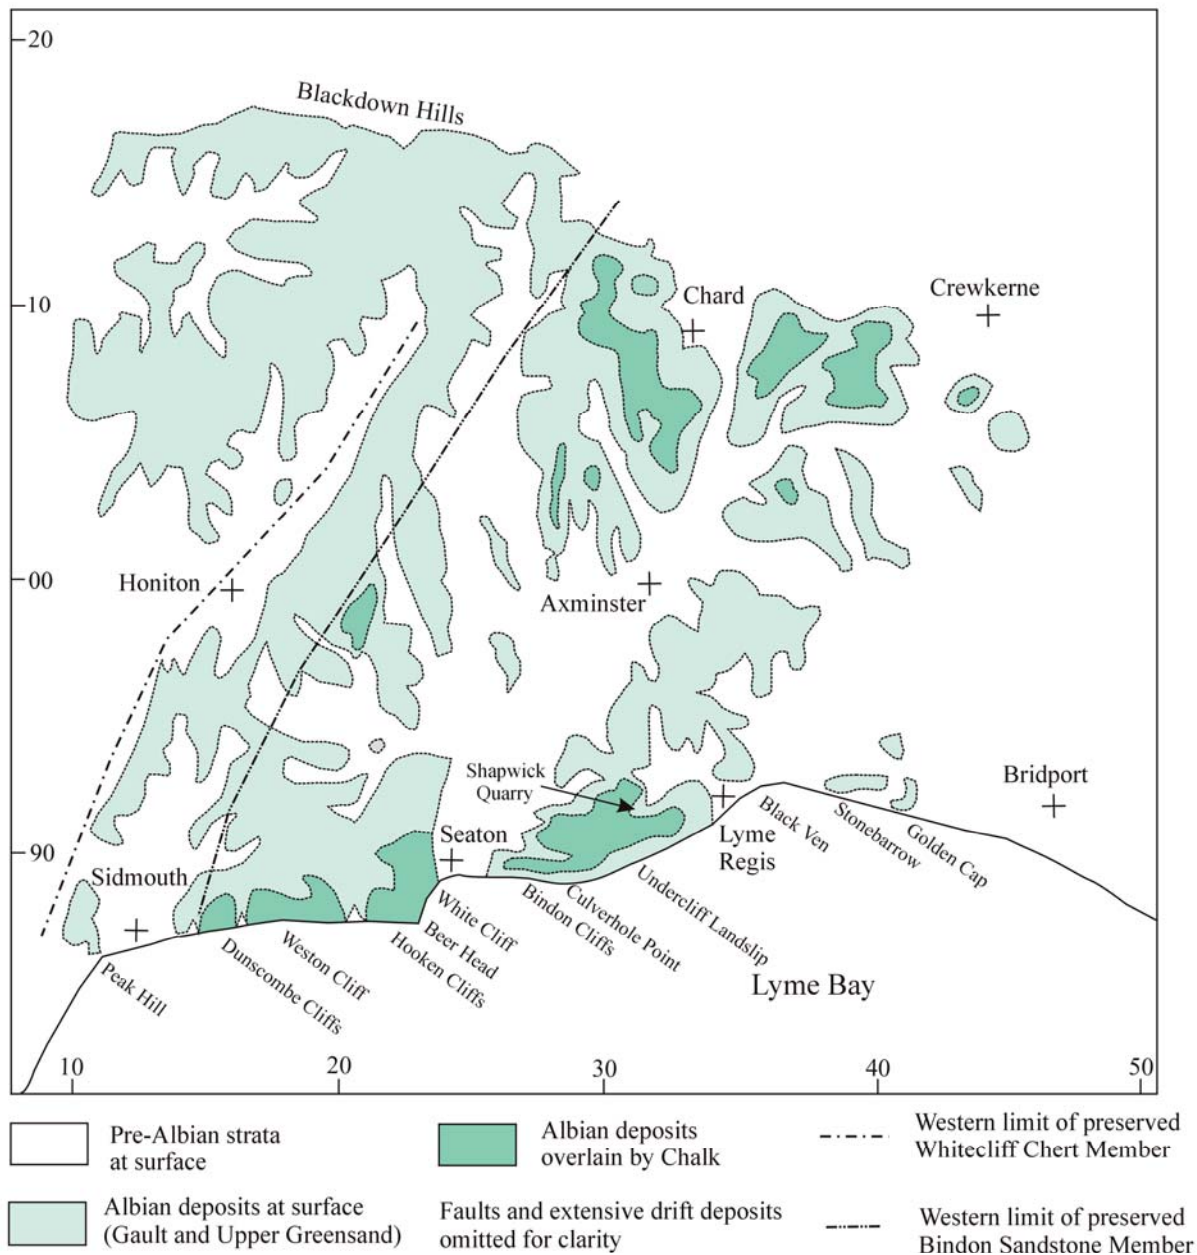 20
Blackdown Hills
10
Chard
Crewkerne
00
Honiton
Axminster
Shapwick
Quarry
Bridport
90
Sidmouth
Seaton
Lyme
Regis
Black Ven
Stonebarrow
Golden Cap
Undercliff Landslip
Culverhole Point
Bindon Cliffs
White Cliff
Beer Head
Hooken Cliffs
Weston Cliff
Dunscombe Cliffs
Peak Hill
Lyme Bay
10
20
30
40
50
Pre-Albian strata
at surface
Albian deposits
overlain by Chalk
Western limit of preserved
Whitecliff Chert Member
Albian deposits at surface
(Gault and Upper Greensand)
Faults and extensive drift deposits
omitted for clarity
Western limit of preserved
Bindon Sandstone Member